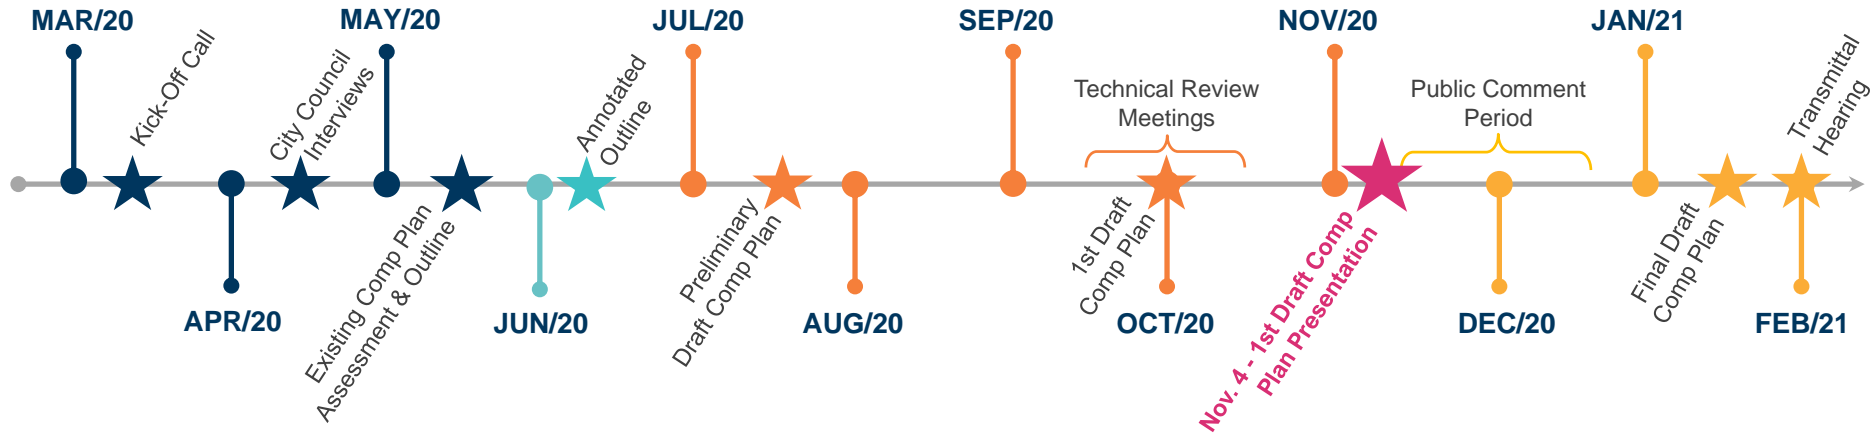 MAR/20
Kick-Off Call
APR/20
City Council
Interviews
MAY/20
Existing Comp Plan
Assessment & Outline
JUN/20
Annotated
Outline
JUL/20
Preliminary
Draft Comp Plan
AUG/20
SEP/20
Technical Review
Meetings
1st Draft
Comp Plan
OCT/20
NOV/20
Nov. 4 - 1st Draft Comp
Plan Presentation
Public Comment
Period
DEC/20
JAN/21
Final Draft
Comp Plan
Transmittal
Hearing
FEB/21